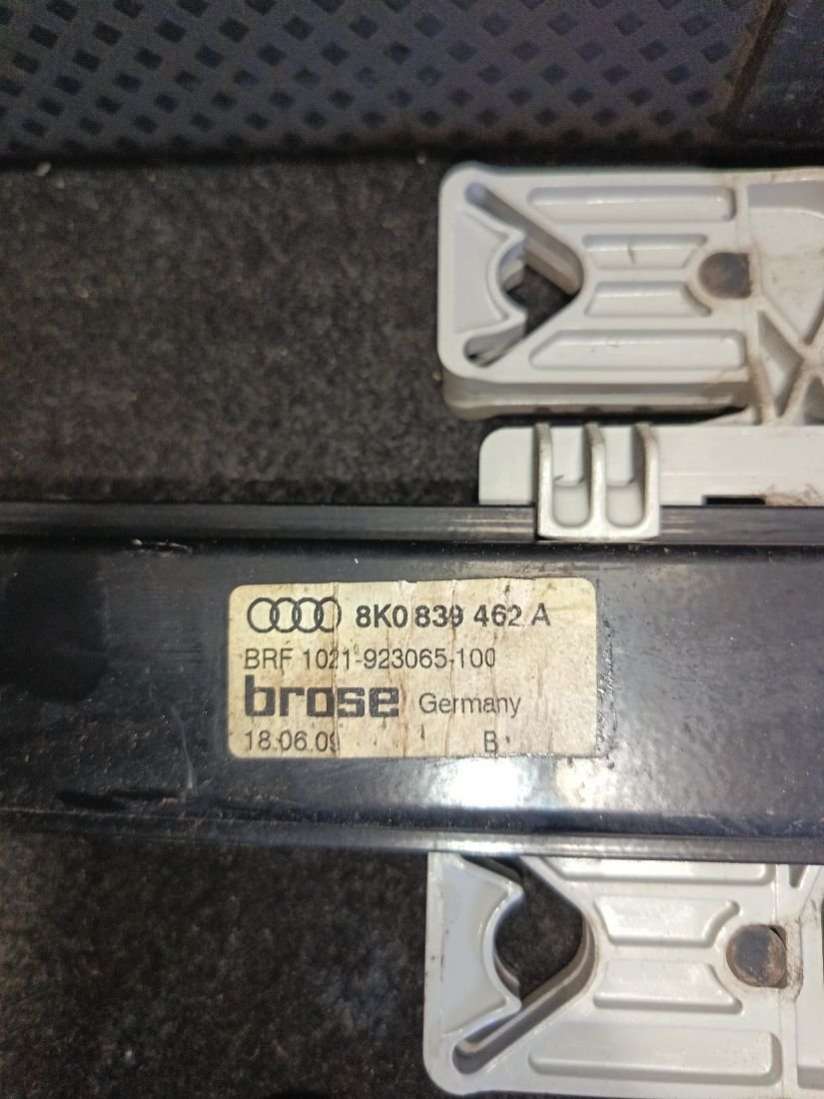 8K0 839 462 A
BRF 1021-923065-100
brose Germany
18.06.09 B